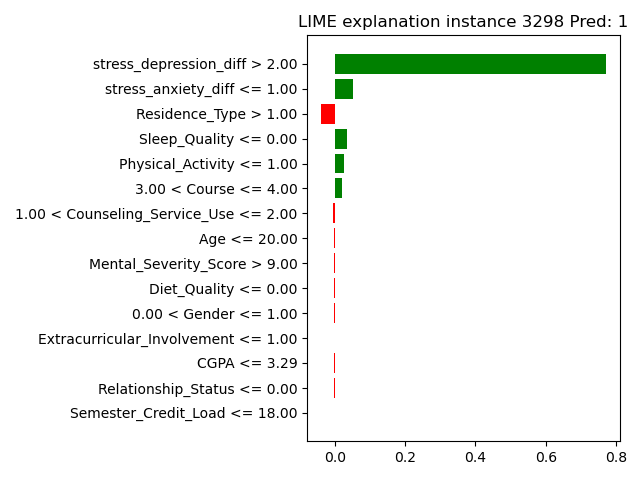 LIME explanation instance 3298 Pred: 1
stress_depression_diff > 2.00
stress_anxiety_diff <= 1.00
Residence_Type > 1.00
Sleep_Quality <= 0.00
Physical_Activity <= 1.00
3.00 < Course <= 4.00
1.00 < Counseling_Service_Use <= 2.00
Age <= 20.00
Mental_Severity_Score > 9.00
Diet_Quality <= 0.00
0.00 < Gender <= 1.00
Extracurricular_Involvement <= 1.00
CGPA <= 3.29
Relationship_Status <= 0.00
Semester_Credit_Load <= 18.00
0.0 0.2 0.4 0.6 0.8